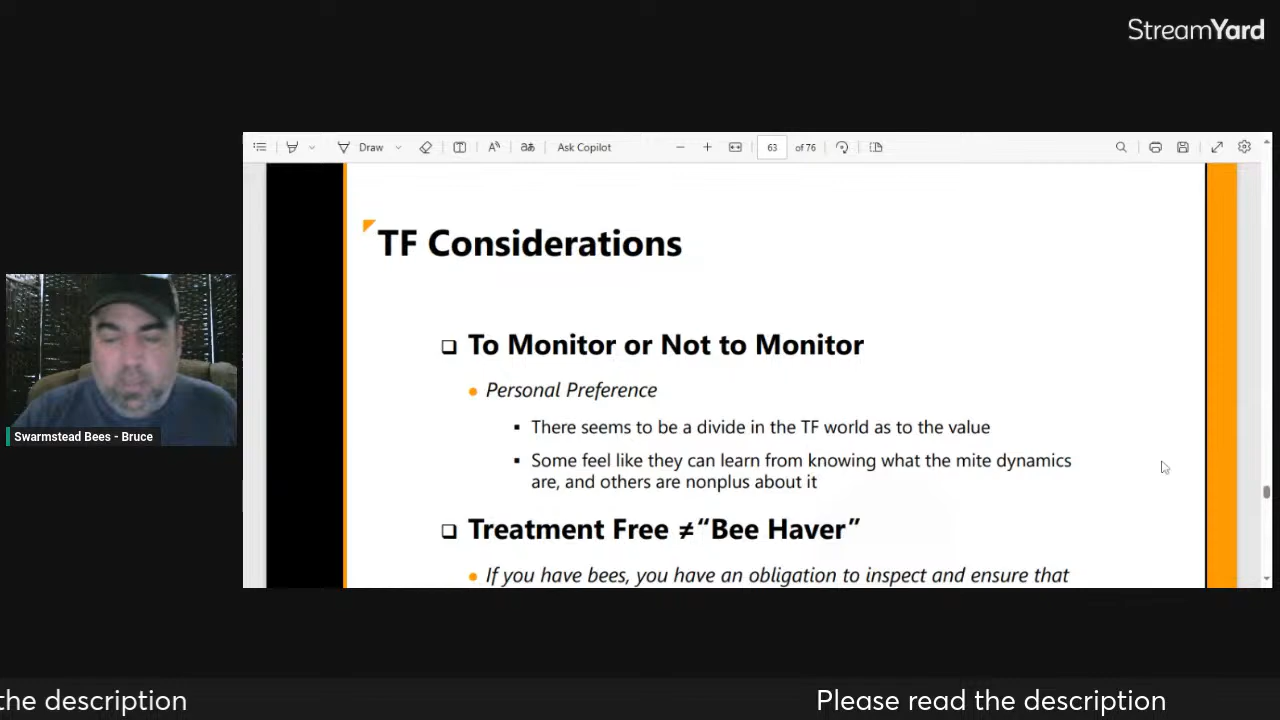 StreamYard
Draw
Ask Copilot
63 of 76
TF Considerations
To Monitor or Not to Monitor
Personal Preference
There seems to be a divide in the TF world as to the value
Some feel like they can learn from knowing what the mite dynamics
are, and others are nonplus about it
Treatment Free ≠“Bee Haver”
If you have bees, you have an obligation to inspect and ensure that
Swarmstead Bees - Bruce
the description
Please read the description